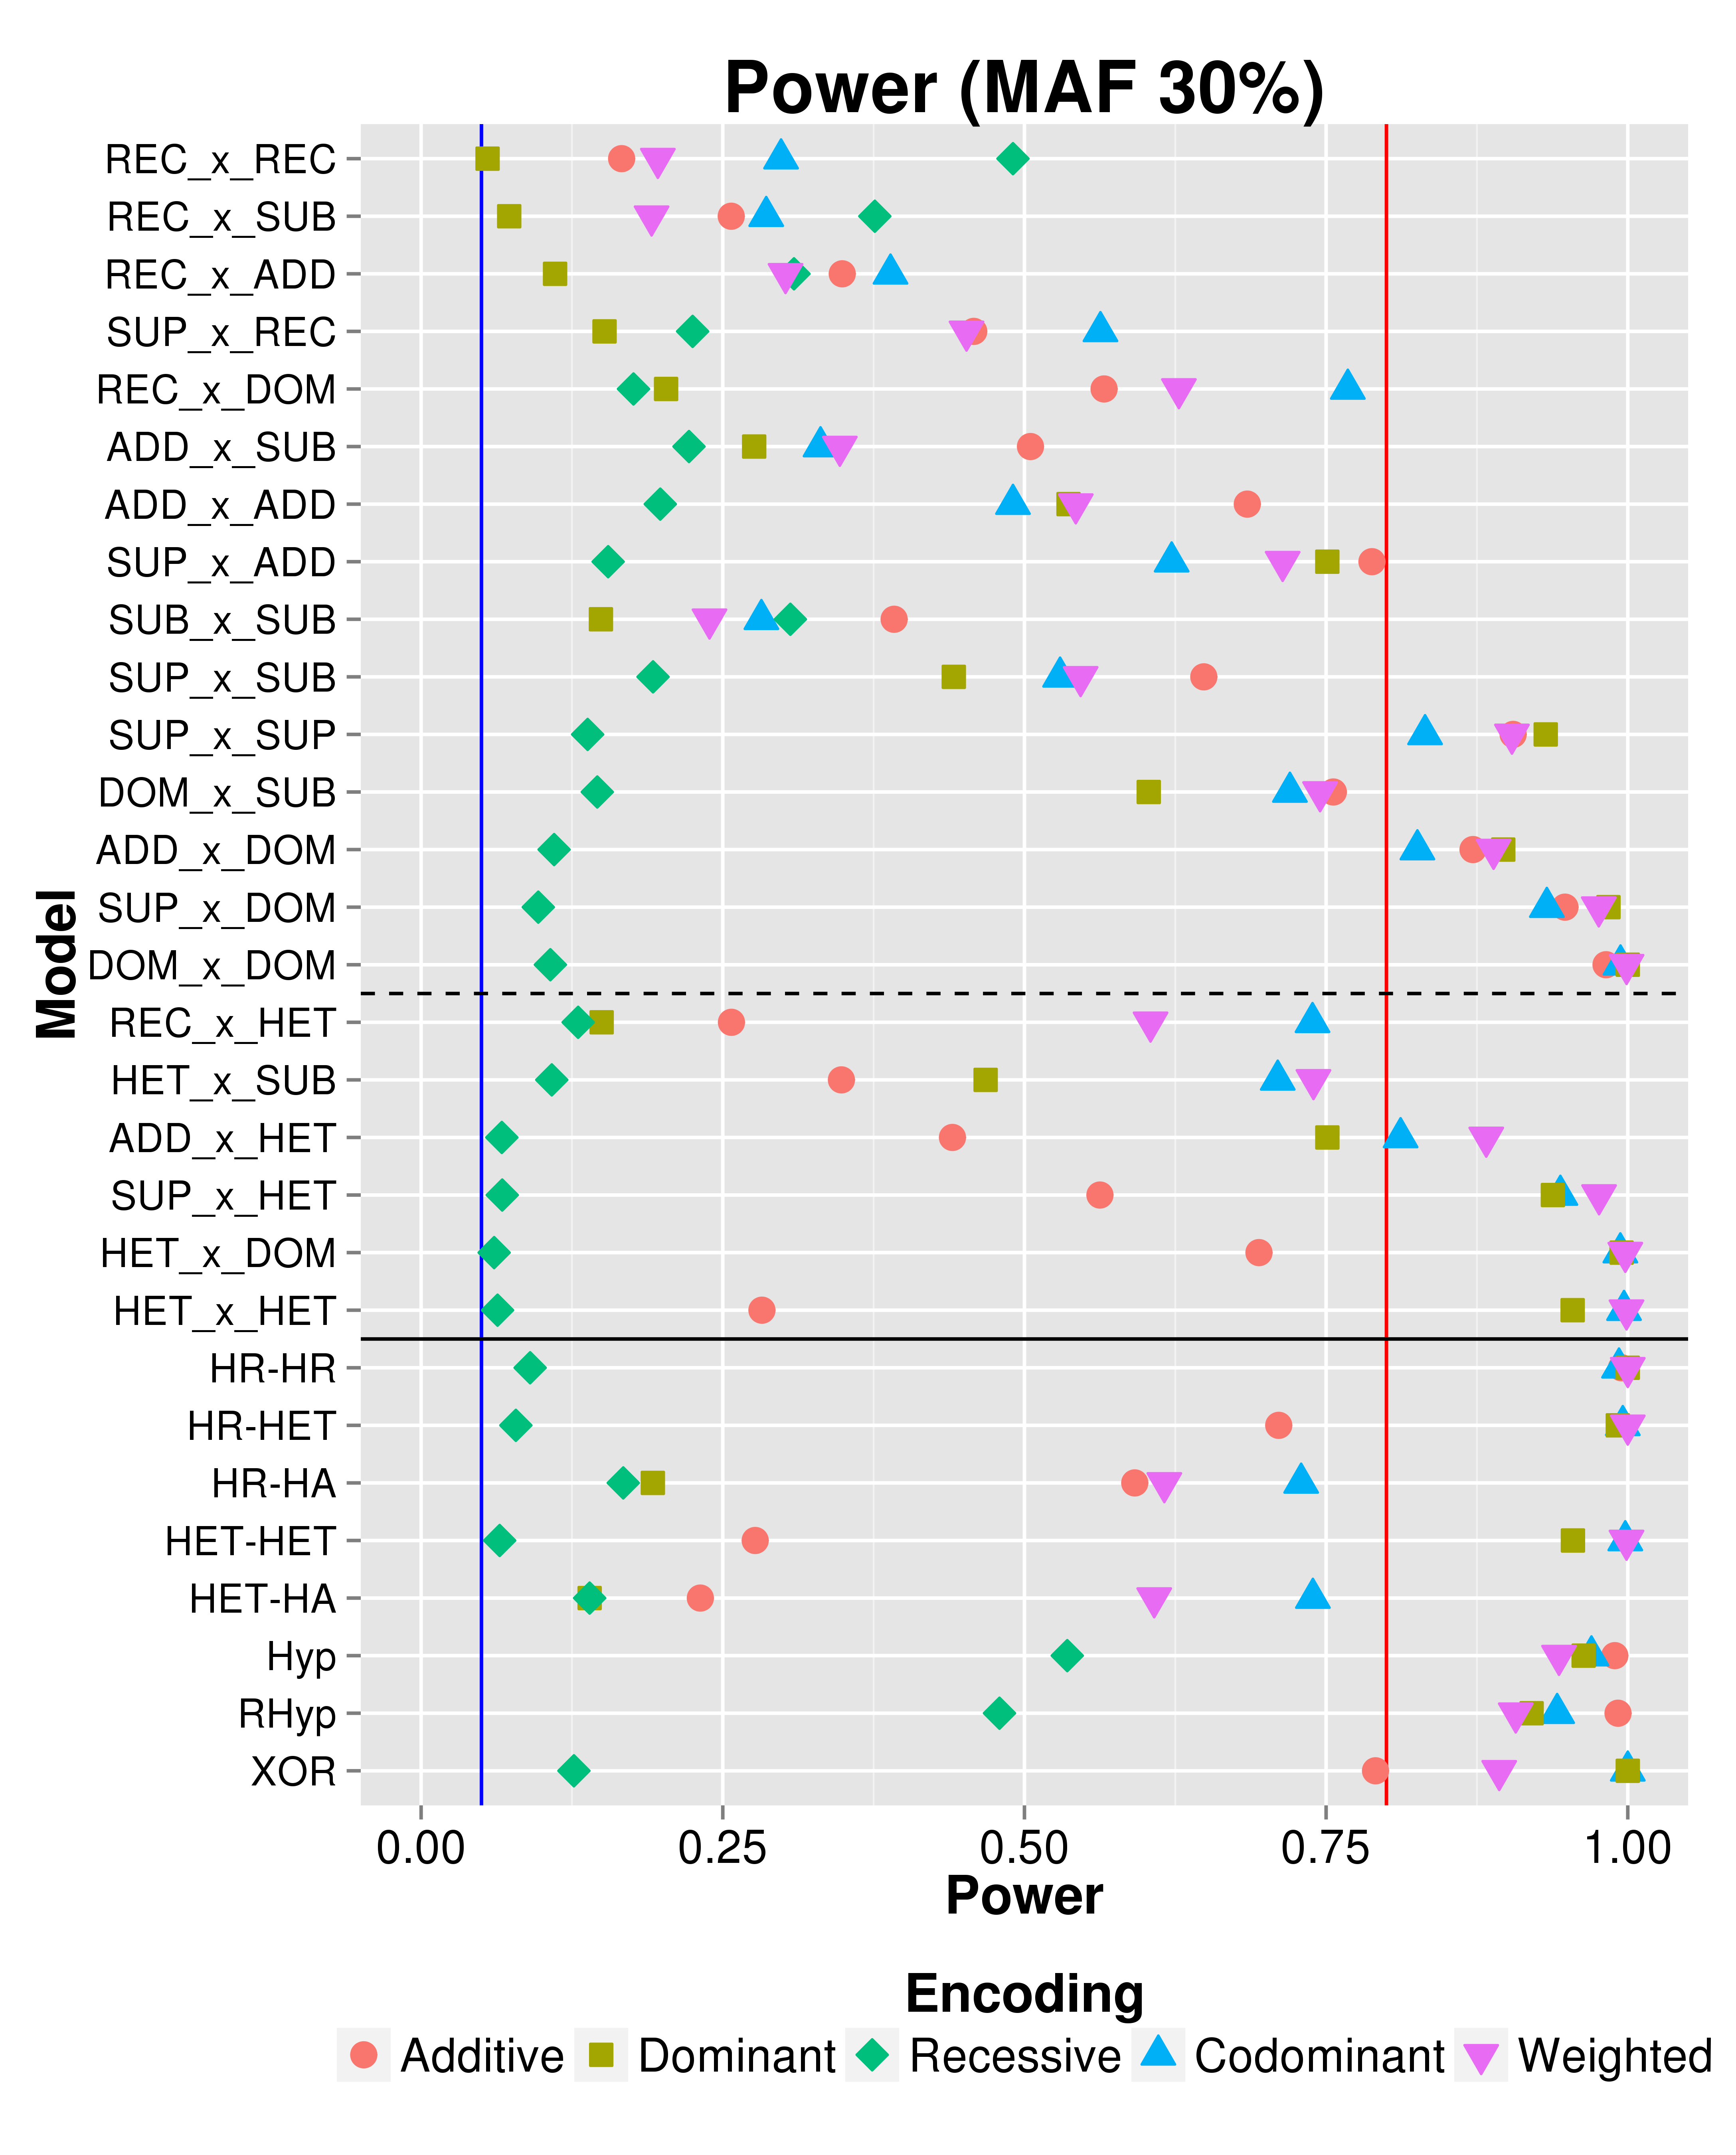 Power (MAF 30%)
REC_x_REC
REC_x_SUB
REC_x_ADD
SUP_x_REC
REC_x_DOM
ADD_x_SUB
ADD_x_ADD
SUP_x_ADD
SUB_x_SUB
SUP_x_SUB
SUP_x_SUP
DOM_x_SUB
ADD_x_DOM
SUP_x_DOM
DOM_x_DOM
REC_x_HET
HET_x_SUB
ADD_x_HET
SUP_x_HET
HET_x_DOM
HET_x_HET
HR-HR
HR-HET
HR-HA
HET-HET
HET-HA
Hyp
RHyp
XOR
Model
0.00 0.25 0.50 0.75 1.00
Power
Encoding
Additive Dominant Recessive Codominant Weighted